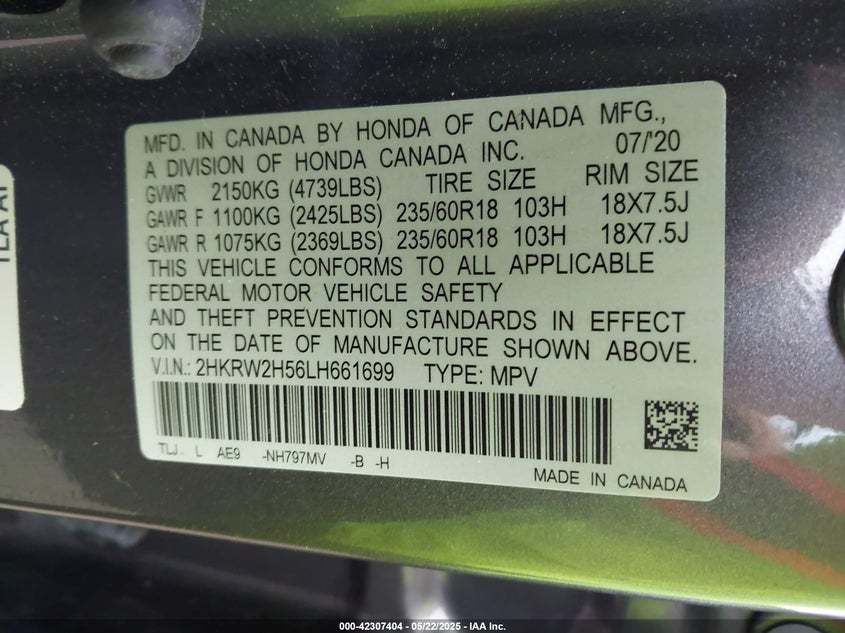 MFD. IN CANADA BY HONDA OF CANADA MFG.,
A DIVISION OF HONDA CANADA INC. 07/'20
GVWR 2150KG (4739LBS) TIRE SIZE RIM SIZE
GAWR F 1100KG (2425LBS) 235/60R18 103H 18X7.5J
GAWR R 1075KG (2369LBS) 235/60R18 103H 18X7.5J
THIS VEHICLE CONFORMS TO ALL APPLICABLE
FEDERAL MOTOR VEHICLE SAFETY
AND THEFT PREVENTION STANDARDS IN EFFECT
ON THE DATE OF MANUFACTURE SHOWN ABOVE.
V.I.N.: 2HKRW2H56LH661699 TYPE: MPV
L AE9 -NH797MV -B -H
MADE IN CANADA
000-42307404 — 05/22/2025 — IAA Inc.